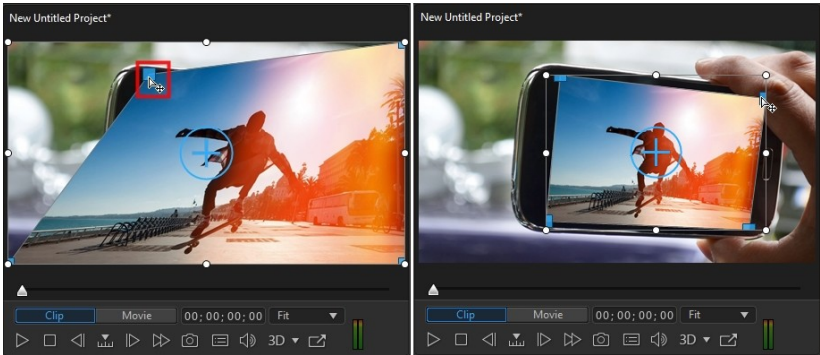 New Untitled Project*
Clip
Movie
00; 00; 00; 00
Fit
3D
New Untitled Project*
Clip
Movie
00; 00; 00; 00
Fit
3D